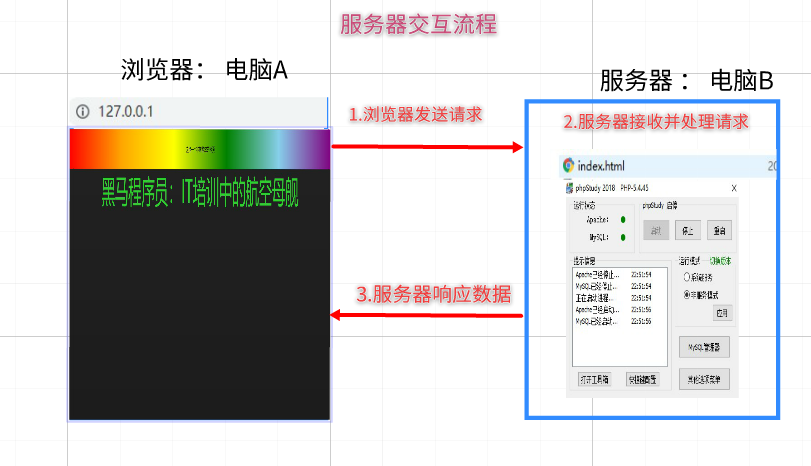 服务器交互流程
浏览器： 电脑A
服务器 ： 电脑B
127.0.0.1
1.浏览器发送请求
2.服务器接收并处理请求
黑马程序员：IT培训中的航空母舰
index.html
20
phpStudy 2018 PHP-5.4.45
X
运行状态
Apache:
MySQL:
phpStudy 启停
启动
停止
重启
提示信息
Apache已经停止... 22:51:54
MySQL已经停止... 22:51:54
正在启动进程... 22:51:54
Apache已经启动... 22:51:56
MySQL已经启动... 22:51:56
运行模式
切换版本
系统服务
非服务模式
应用
MySQL管理器
打开工具箱
其他选项菜单
3.服务器响应数据